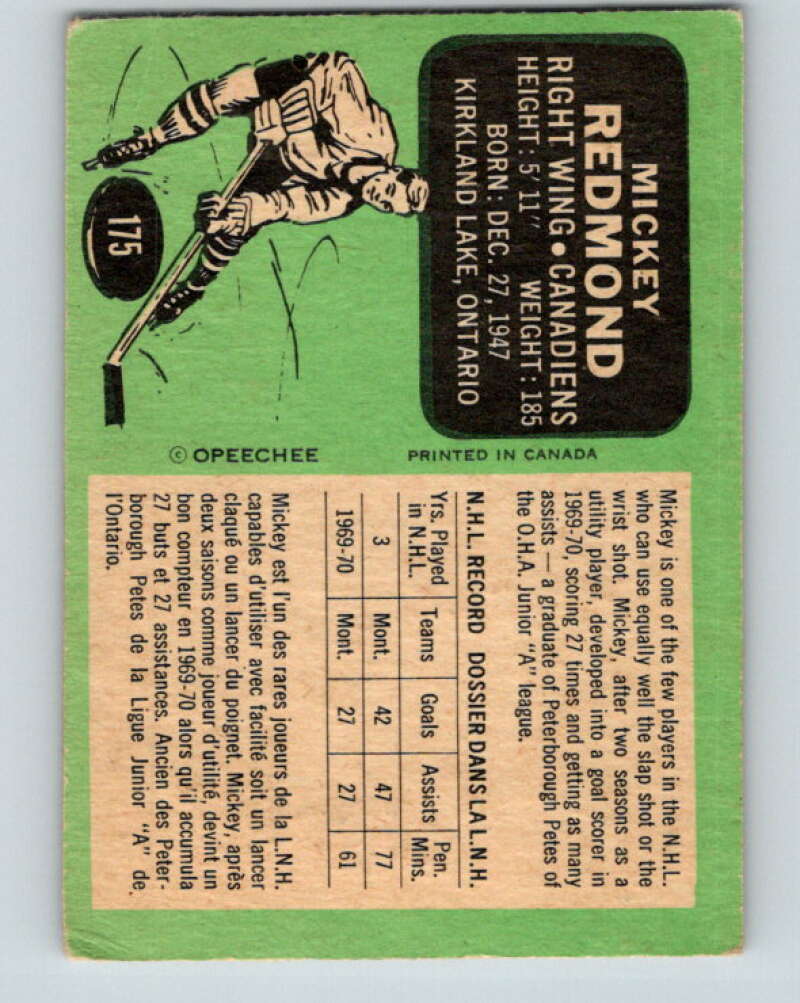 MICKEY
REDMOND
RIGHT WING • CANADIENS
HEIGHT: 5' 11" WEIGHT: 185
BORN: DEC. 27, 1947
KIRKLAND LAKE, ONTARIO
175
© OPEECHEE
PRINTED IN CANADA
Mickey is one of the few players in the N.H.L.
who can use equally well the slap shot or the
wrist shot. Mickey, after two seasons as a
utility player, developed into a goal scorer in
1969-70, scoring 27 times and getting as many
assists — a graduate of Peterborough Petes of
the O.H.A. Junior "A" league.
N.H.L. RECORD DOSSIER DANS LA L.N.H.
Yrs. Played in N.H.L. Teams Goals Assists Pen. Mins.
3 Mont. 42 47 77
1969-70 Mont. 27 27 61
Mickey est l'un des rares joueurs de la L.N.H.
capables d'utiliser avec facilité soit un lancer
claqué ou un lancer du poignet. Mickey, après
deux saisons comme joueur d'utilité, devint un
bon compteur en 1969-70 alors qu'il accumula
27 buts et 27 assistances. Ancien des Peter-
borough Petes de la Ligue Junior "A" de
l'Ontario.